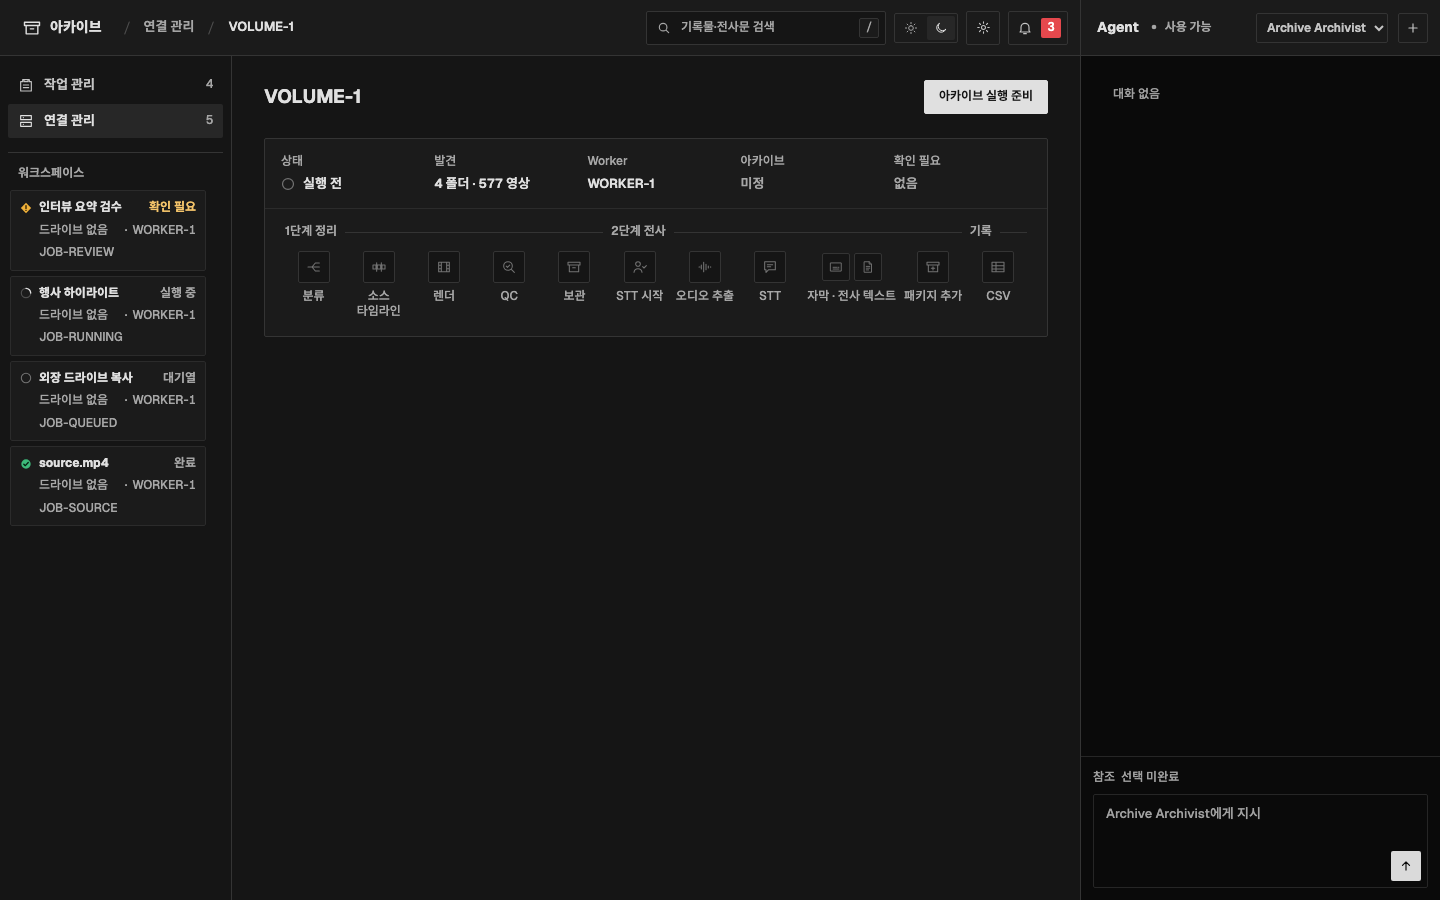 아카이브 / 연결 관리 / VOLUME-1
기록물·전사문 검색 /
3
Agent • 사용 가능
Archive Archivist
+
작업 관리 4
연결 관리 5
워크스페이스
인터뷰 요약 검수 확인 필요
드라이브 없음 · WORKER-1
JOB-REVIEW
행사 하이라이트 실행 중
드라이브 없음 · WORKER-1
JOB-RUNNING
외장 드라이브 복사 대기열
드라이브 없음 · WORKER-1
JOB-QUEUED
source.mp4 완료
드라이브 없음 · WORKER-1
JOB-SOURCE
VOLUME-1
아카이브 실행 준비
상태 발견 Worker 아카이브 확인 필요
실행 전 4 폴더 · 577 영상 WORKER-1 미정 없음
1단계 정리 2단계 전사 기록
분류 소스 렌더 QC 보관 STT 시작 오디오 추출 STT 자막 · 전사 텍스트 패키지 추가 CSV
타임라인
대화 없음
참조 선택 미완료
Archive Archivist에게 지시